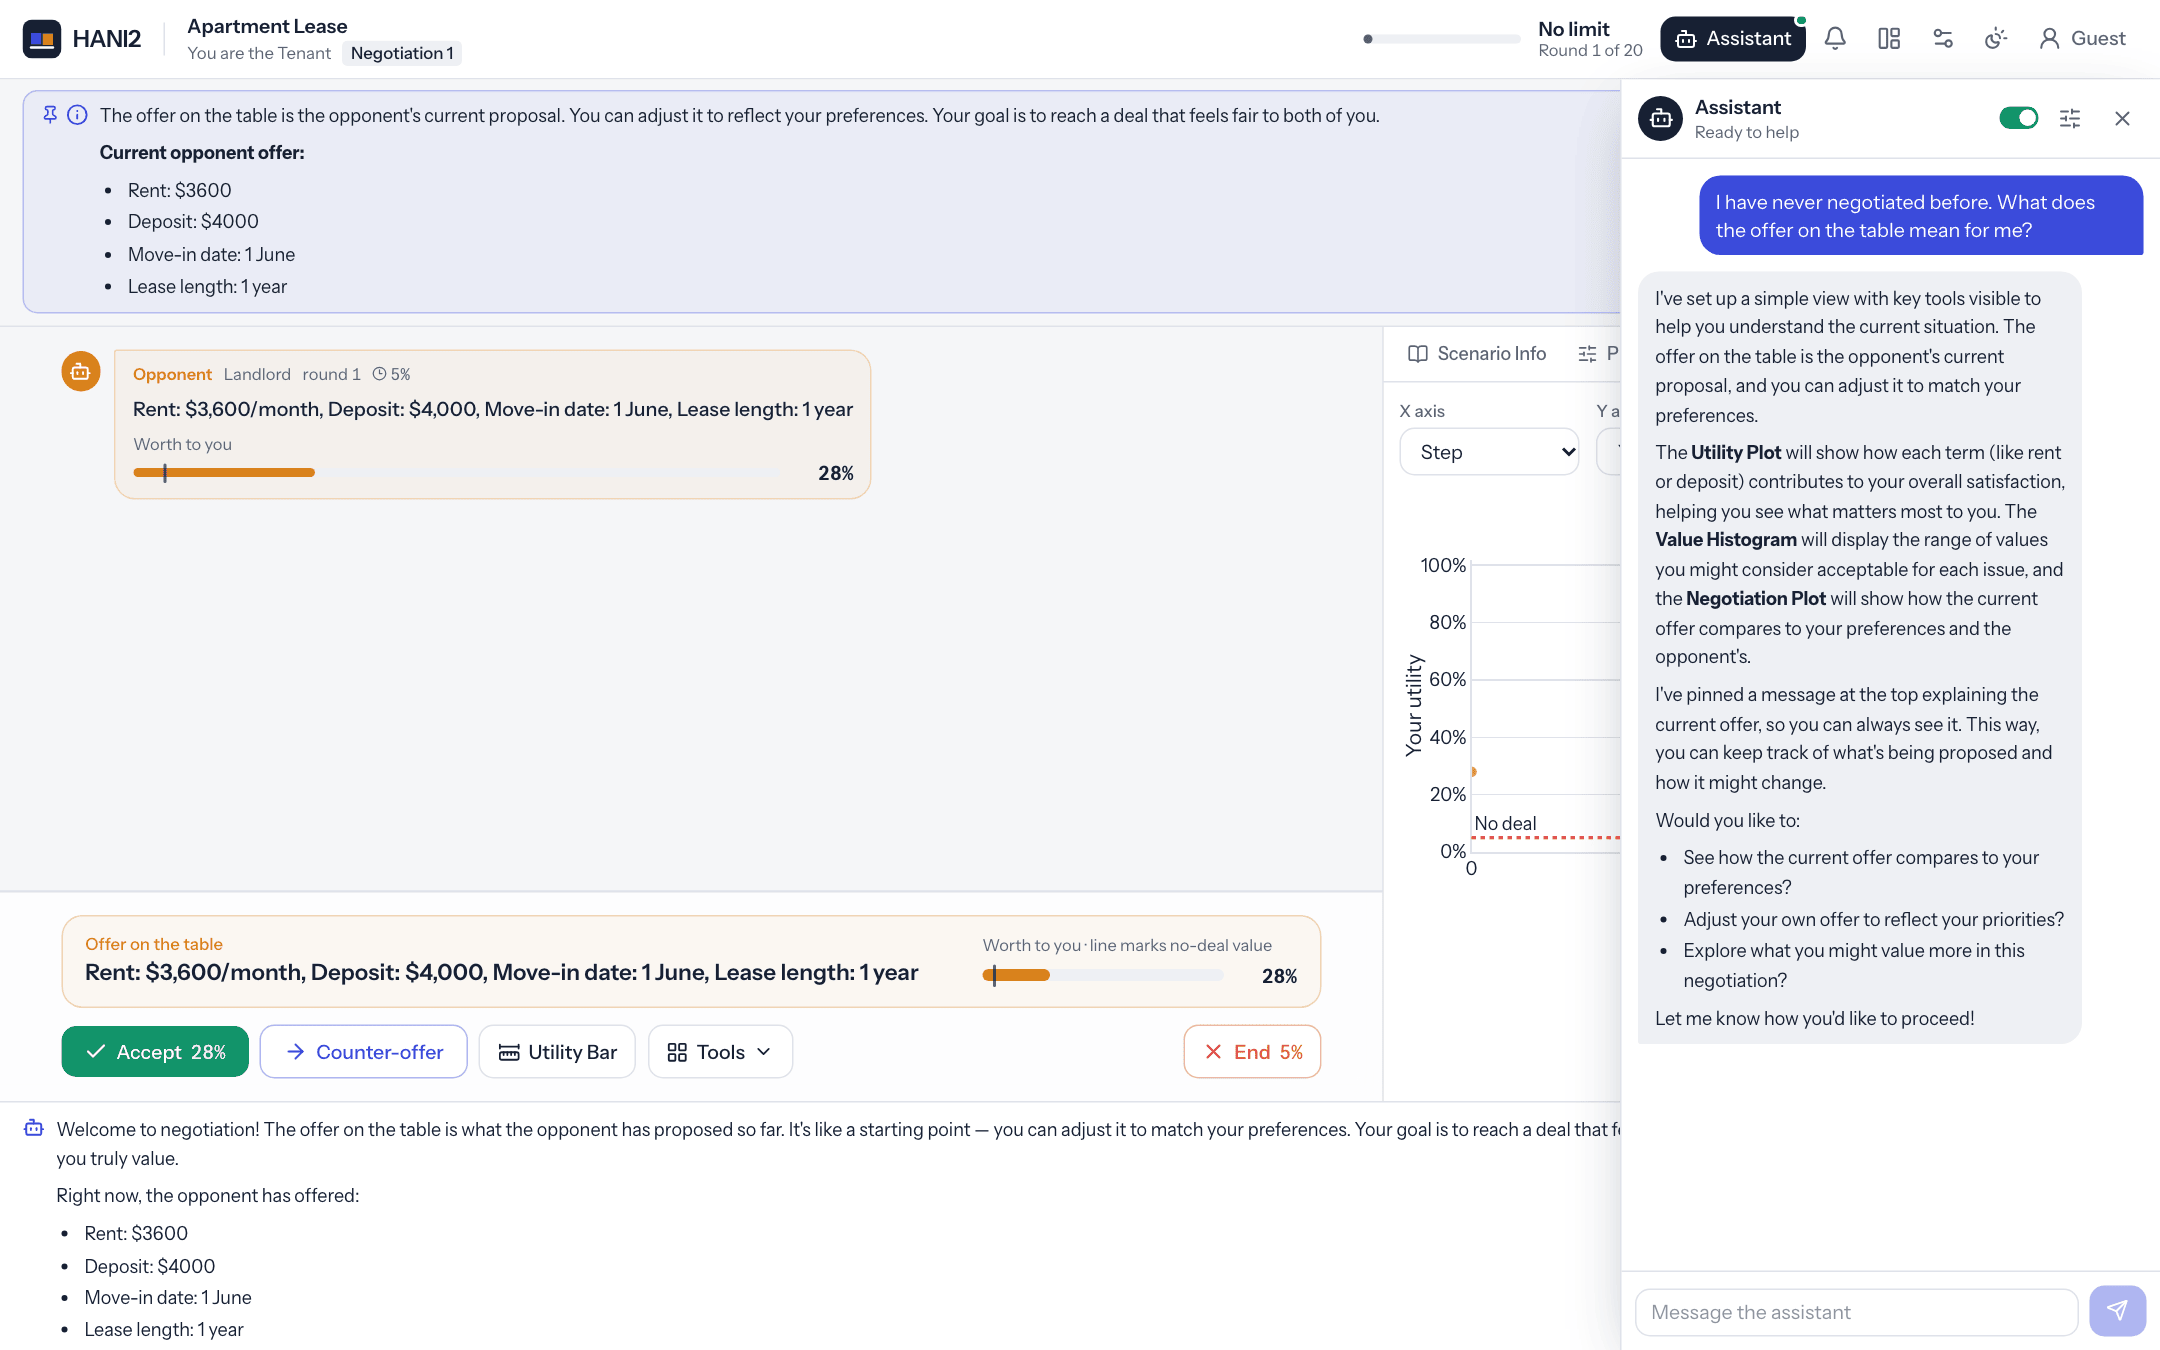 HANI2
Apartment Lease
You are the Tenant
Negotiation 1
No limit
Round 1 of 20
Assistant
Guest
The offer on the table is the opponent's current proposal. You can adjust it to reflect your preferences. Your goal is to reach a deal that feels fair to both of you.
Current opponent offer:
• Rent: $3600
• Deposit: $4000
• Move-in date: 1 June
• Lease length: 1 year
Opponent Landlord round 1 5%
Rent: $3,600/month, Deposit: $4,000, Move-in date: 1 June, Lease length: 1 year
Worth to you
28%
Scenario Info
P
X axis
Y a
Step
Your utility
100%
80%
60%
40%
20%
No deal
0%
0
Offer on the table
Rent: $3,600/month, Deposit: $4,000, Move-in date: 1 June, Lease length: 1 year
Worth to you · line marks no-deal value
28%
Accept 28%
Counter-offer
Utility Bar
Tools
End 5%
Welcome to negotiation! The offer on the table is what the opponent has proposed so far. It's like a starting point — you can adjust it to match your preferences. Your goal is to reach a deal that
you truly value.
Right now, the opponent has offered:
• Rent: $3600
• Deposit: $4000
• Move-in date: 1 June
• Lease length: 1 year
Assistant
Ready to help
I have never negotiated before. What does
the offer on the table mean for me?
I've set up a simple view with key tools visible to
help you understand the current situation. The
offer on the table is the opponent's current
proposal, and you can adjust it to match your
preferences.
The Utility Plot will show how each term (like rent
or deposit) contributes to your overall satisfaction,
helping you see what matters most to you. The
Value Histogram will display the range of values
you might consider acceptable for each issue, and
the Negotiation Plot will show how the current
offer compares to your preferences and the
opponent's.
I've pinned a message at the top explaining the
current offer, so you can always see it. This way,
you can keep track of what's being proposed and
how it might change.
Would you like to:
• See how the current offer compares to your
preferences?
• Adjust your own offer to reflect your priorities?
• Explore what you might value more in this
negotiation?
Let me know how you'd like to proceed!
Message the assistant